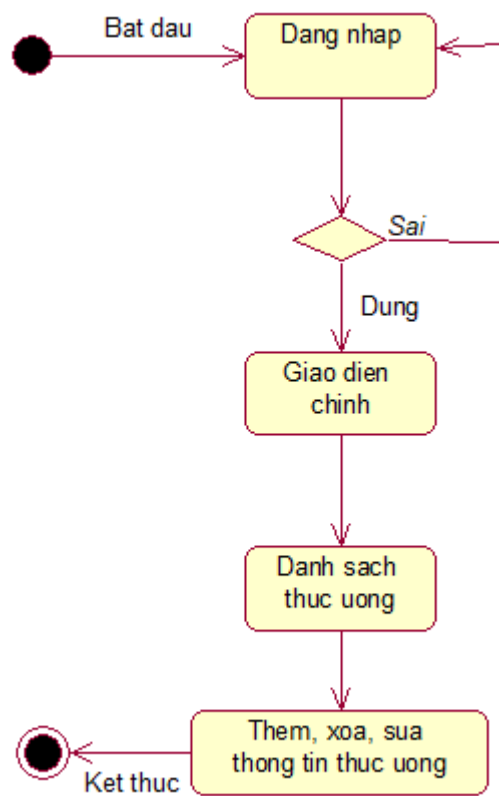 Bat dau
Dang nhap
Sai
Dung
Giao dien
chinh
Danh sach
thuc uong
Them, xoa, sua
thong tin thuc uong
Ket thuc